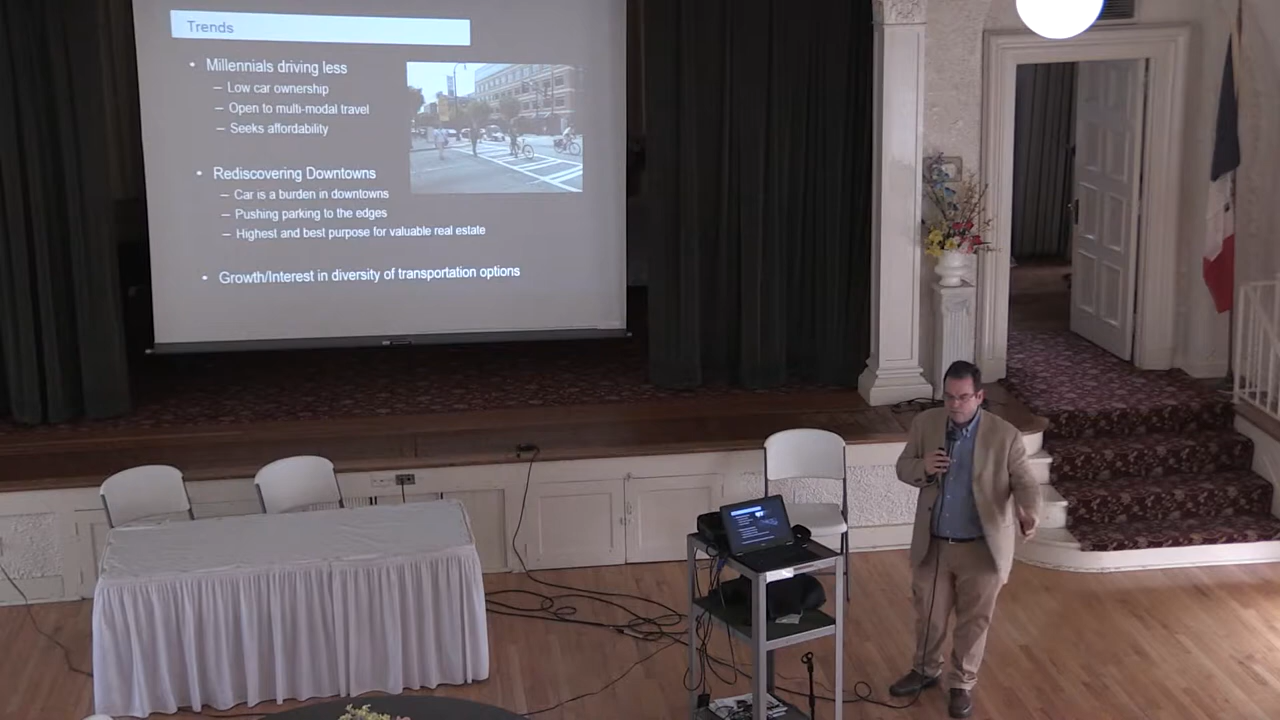 Trends
• Millennials driving less
– Low car ownership
– Open to multi-modal travel
– Seeks affordability
• Rediscovering Downtowns
– Car is a burden in downtowns
– Pushing parking to the edges
– Highest and best purpose for valuable real estate
• Growth/Interest in diversity of transportation options